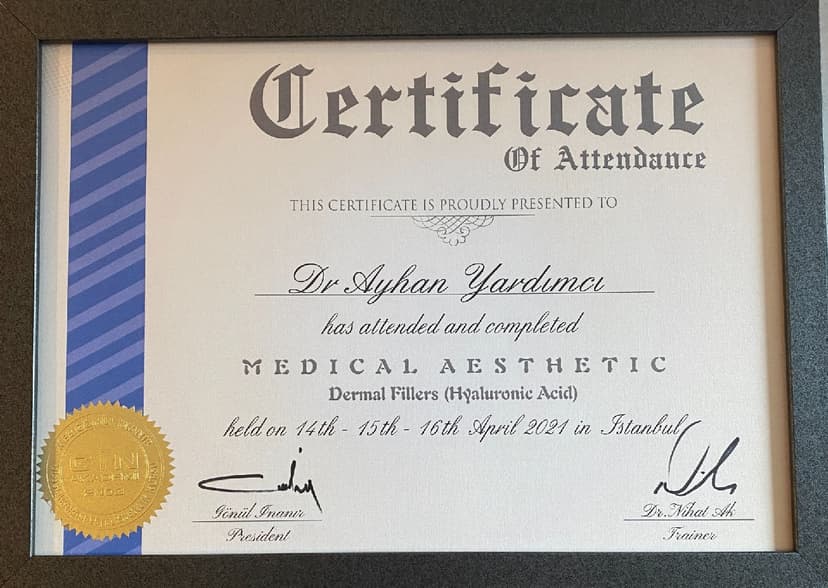 Certificate
Of Attendance
THIS CERTIFICATE IS PROUDLY PRESENTED TO
Dr Ayhan Yardımcı
has attended and completed
MEDICAL AESTHETIC
Dermal Fillers (Hyaluronic Acid)
held on 14th - 15th - 16th April 2021 in Istanbul
Gönül İnanır
President
Dr. Nihat Ak
Trainer
AKADEMİ